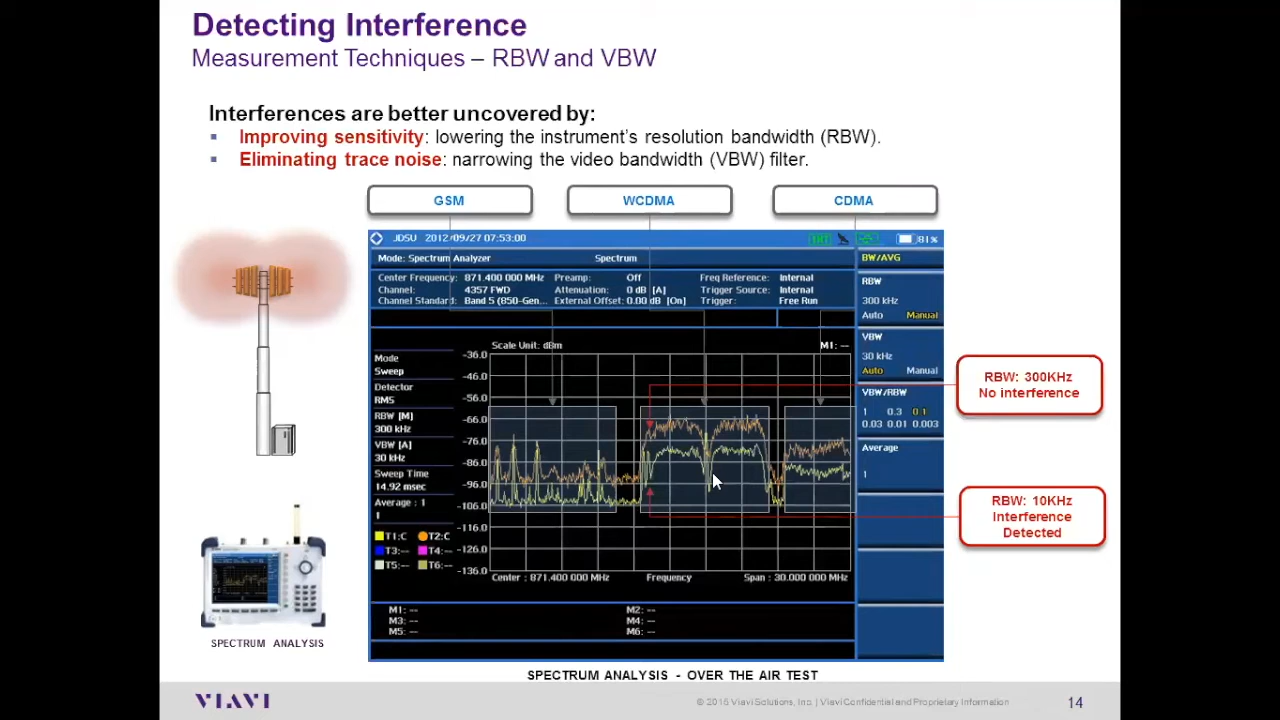 Detecting Interference
Measurement Techniques – RBW and VBW
Interferences are better uncovered by:
▪ Improving sensitivity: lowering the instrument's resolution bandwidth (RBW).
▪ Eliminating trace noise: narrowing the video bandwidth (VBW) filter.
GSM WCDMA CDMA
JDSU 2012/09/27 07:53:00 81%
Mode: Spectrum Analyzer Spectrum BW/AVG
Center Frequency: 871.400 000 MHz Preamp: Off Freq Reference: Internal
Channel: 4357 FWD Attenuation: 0 dB [A] Trigger Source: Internal
Channel Standard: Band 5 (850-Gen... External Offset: 0.00 dB [On] Trigger: Free Run
RBW
300 kHz
Auto Manual
VBW
30 kHz
Auto Manual
VBW/RBW
1 0.3 0.1
0.03 0.01 0.003
Average
1
Scale Unit: dBm M1: --
Mode
Sweep
Detector
RMS
RBW [M]
300 kHz
VBW [A]
30 kHz
Sweep Time
14.92 msec
Average : 1
1
T1:C T2:C
T3:-- T4:--
T5:-- T6:--
-36.0
-46.0
-56.0
-66.0
-76.0
-86.0
-96.0
-106.0
-116.0
-126.0
-136.0
Center : 871.400 000 MHz Frequency Span : 30.000 000 MHz
M1: -- M2: --
M3: -- M4: --
M5: -- M6: --
RBW: 300KHz
No interference
RBW: 10KHz
Interference
Detected
SPECTRUM ANALYSIS
SPECTRUM ANALYSIS - OVER THE AIR TEST
VIAVI © 2015 Viavi Solutions, Inc. | Viavi Confidential and Proprietary Information 14